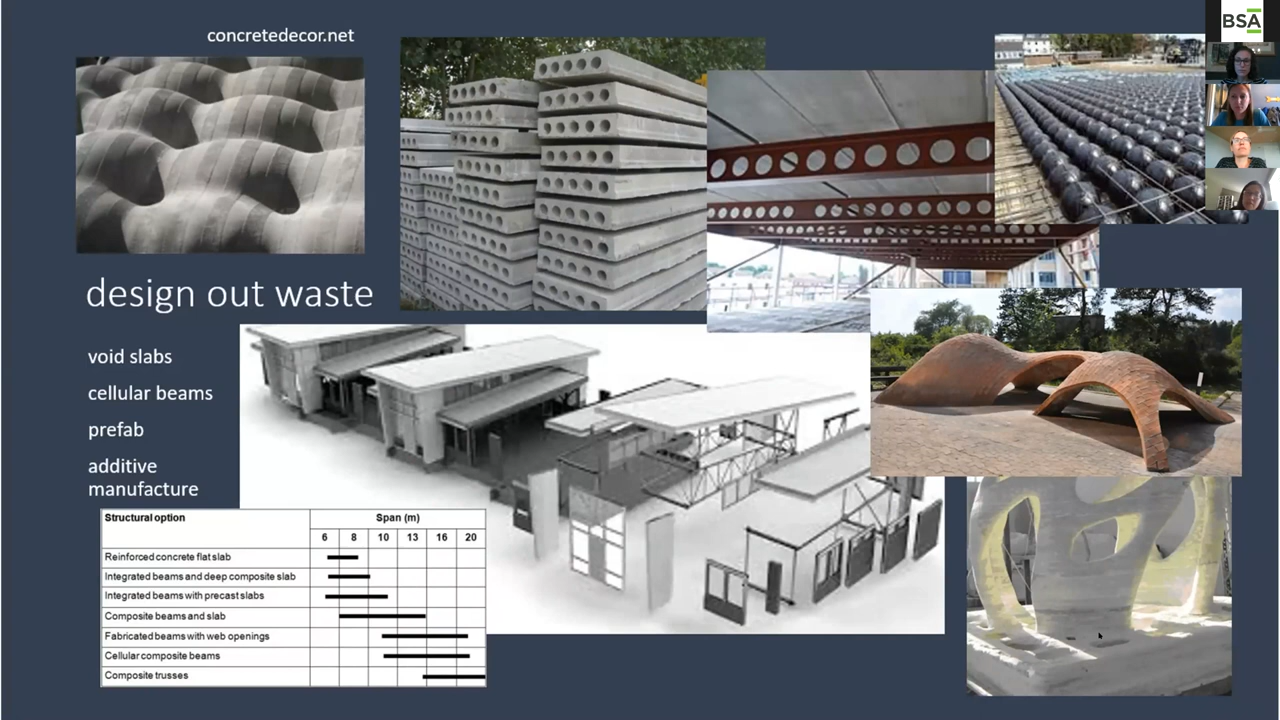 concretedecor.net
BSA
design out waste
void slabs
cellular beams
prefab
additive
manufacture
Structural option
Span (m)
6 8 10 13 16 20
Reinforced concrete flat slab
Integrated beams and deep composite slab
Integrated beams with precast slabs
Composite beams and slab
Fabricated beams with web openings
Cellular composite beams
Composite trusses